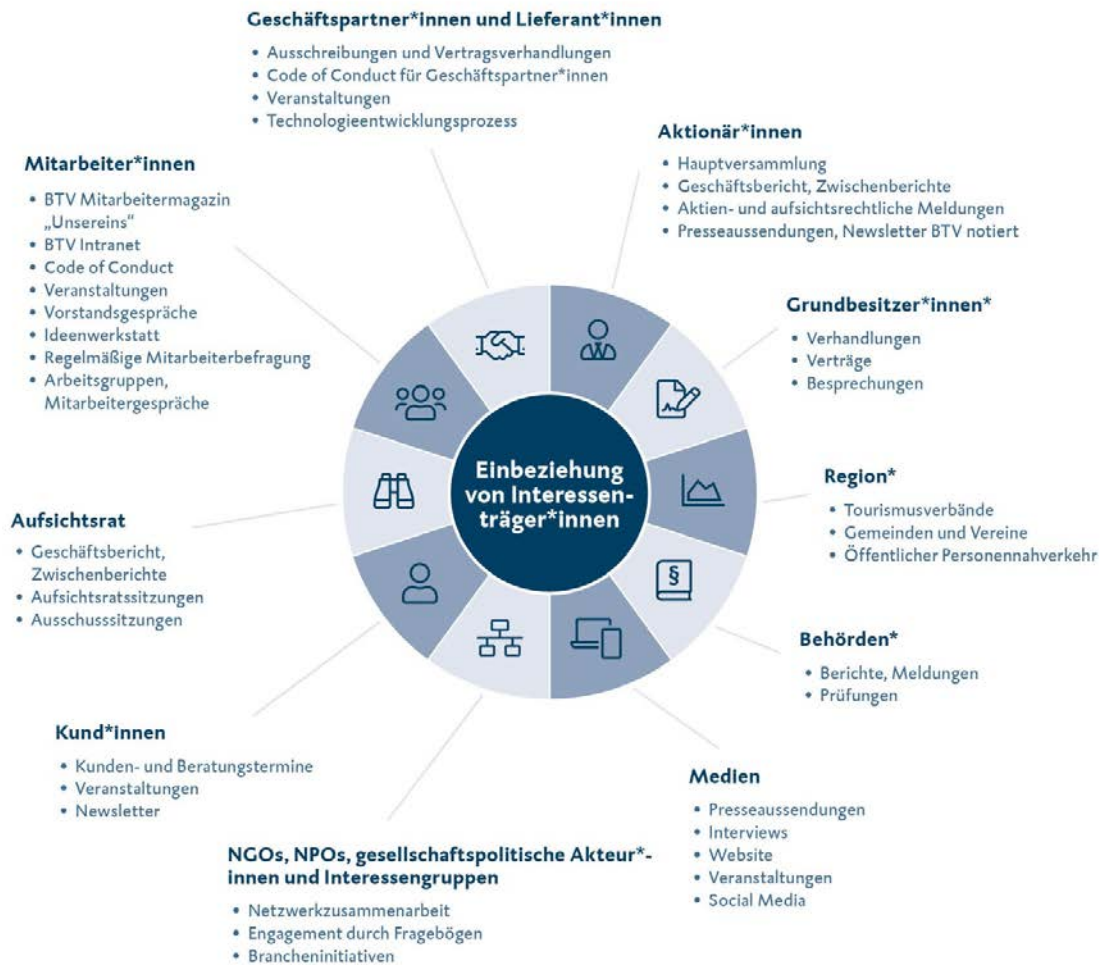 Geschäftspartner*innen und Lieferant*innen
• Ausschreibungen und Vertragsverhandlungen
• Code of Conduct für Geschäftspartner*innen
• Veranstaltungen
• Technologieentwicklungsprozess
Aktionär*innen
• Hauptversammlung
• Geschäftsbericht, Zwischenberichte
• Aktien- und aufsichtsrechtliche Meldungen
• Presseaussendungen, Newsletter BTV notiert
Mitarbeiter*innen
• BTV Mitarbeitermagazin
„Unsereins“
• BTV Intranet
• Code of Conduct
• Veranstaltungen
• Vorstandsgespräche
• Ideenwerkstatt
• Regelmäßige Mitarbeiterbefragung
• Arbeitsgruppen,
Mitarbeitergespräche
Grundbesitzer*innen*
• Verhandlungen
• Verträge
• Besprechungen
Einbeziehung
von Interessen-
träger*innen
Region*
• Tourismusverbände
• Gemeinden und Vereine
• Öffentlicher Personennahverkehr
Aufsichtsrat
• Geschäftsbericht,
Zwischenberichte
• Aufsichtsratssitzungen
• Ausschusssitzungen
§
Behörden*
• Berichte, Meldungen
• Prüfungen
Kund*innen
• Kunden- und Beratungstermine
• Veranstaltungen
• Newsletter
Medien
• Presseaussendungen
• Interviews
• Website
• Veranstaltungen
• Social Media
NGOs, NPOs, gesellschaftspolitische Akteur*-
innen und Interessengruppen
• Netzwerkzusammenarbeit
• Engagement durch Fragebögen
• Brancheninitiativen